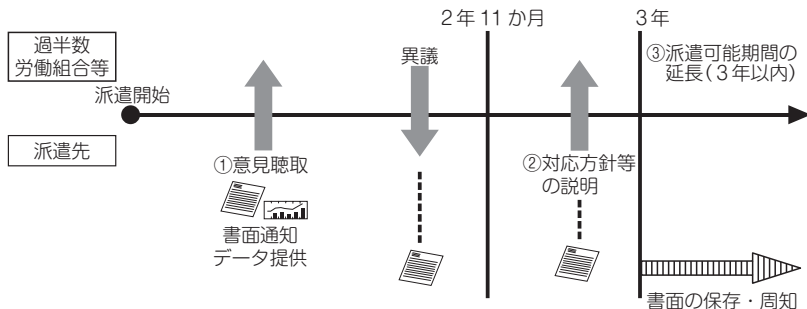 2年11か月
3年
過半数
労働組合等
派遣開始
異議
③派遣可能期間の
延長(3年以内)
派遣先
①意見聴取
書面通知
データ提供
②対応方針等
の説明
書面の保存・周知